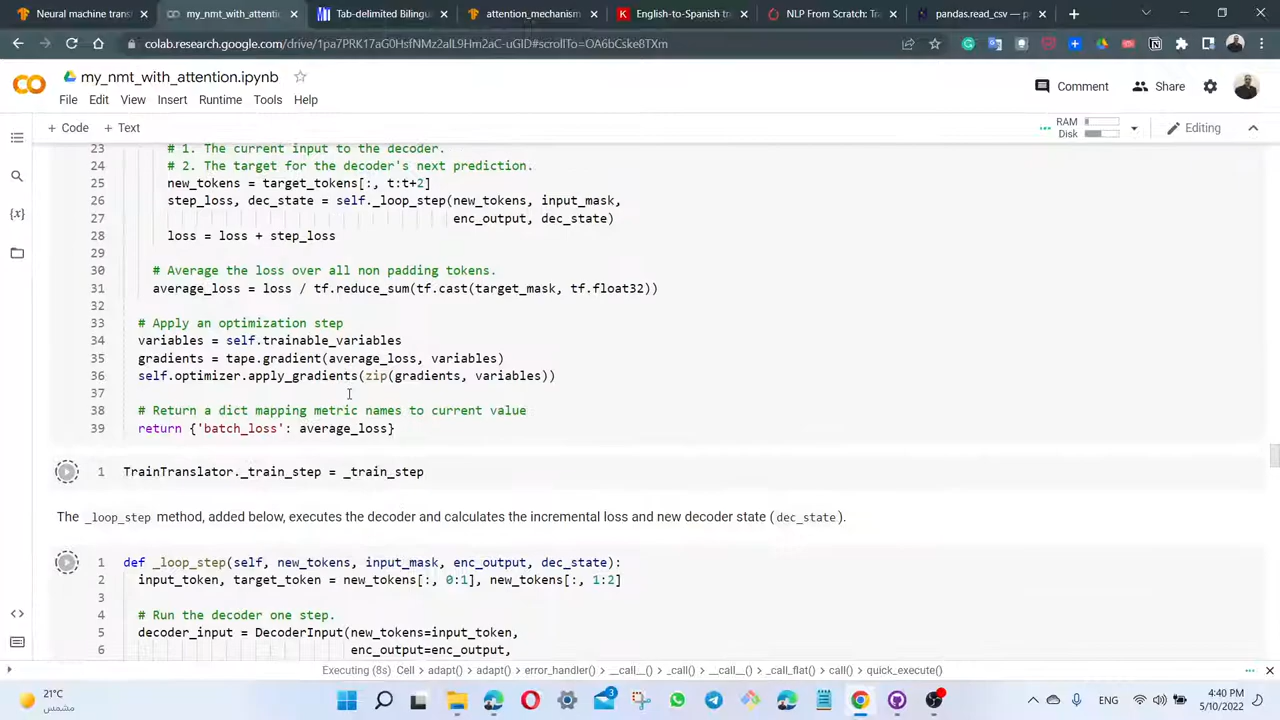 Neural machine transl
my_nmt_with_attenti
Tab-delimited Bilingua
attention_mechanism
English-to-Spanish tra
NLP From Scratch: Tra
pandas.read_csv — p
colab.research.google.com/drive/1pa7PRK17aG0HsfNMz2alL9Hm2aC-uGlD#scrollTo=OA6bCske8TXm
my_nmt_with_attention.ipynb
Comment Share
File Edit View Insert Runtime Tools Help
+ Code + Text
RAM
Disk
Editing
23 # 1. The current input to the decoder.
24 # 2. The target for the decoder's next prediction.
25 new_tokens = target_tokens[:, t:t+2]
26 step_loss, dec_state = self._loop_step(new_tokens, input_mask,
27 enc_output, dec_state)
28 loss = loss + step_loss
29
30 # Average the loss over all non padding tokens.
31 average_loss = loss / tf.reduce_sum(tf.cast(target_mask, tf.float32))
32
33 # Apply an optimization step
34 variables = self.trainable_variables
35 gradients = tape.gradient(average_loss, variables)
36 self.optimizer.apply_gradients(zip(gradients, variables))
37
38 # Return a dict mapping metric names to current value
39 return {'batch_loss': average_loss}
1 TrainTranslator._train_step = _train_step
The _loop_step method, added below, executes the decoder and calculates the incremental loss and new decoder state (dec_state).
1 def _loop_step(self, new_tokens, input_mask, enc_output, dec_state):
2 input_token, target_token = new_tokens[:, 0:1], new_tokens[:, 1:2]
3
4 # Run the decoder one step.
5 decoder_input = DecoderInput(new_tokens=input_token,
6 enc_output=enc_output,
Executing (8s) Cell > adapt() > adapt() > error_handler() > __call__() > _call() > __call__() > _call_flat() > call() > quick_execute()
21°C
مشمس
3
ENG
4:40 PM
5/10/2022